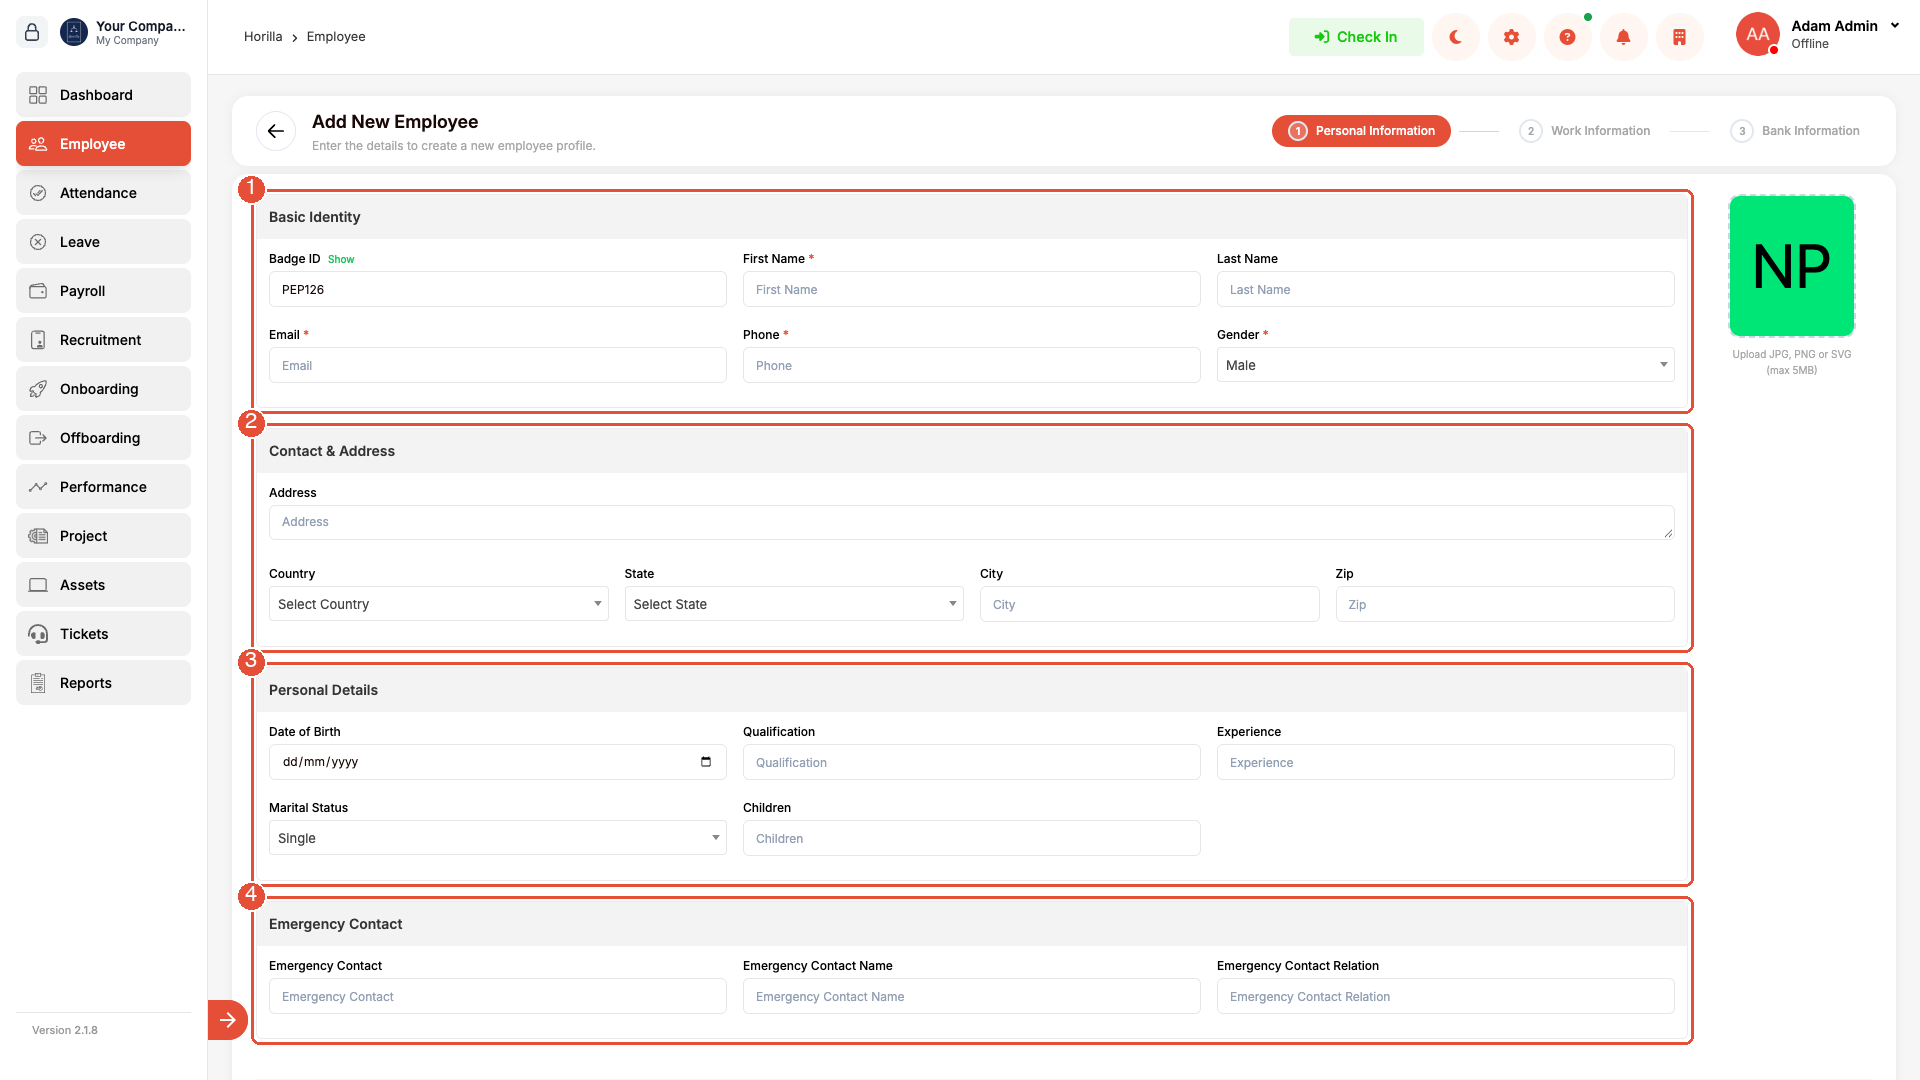 Your Compa...
My Company
Dashboard
Employee
Attendance
Leave
Payroll
Recruitment
Onboarding
Offboarding
Performance
Project
Assets
Tickets
Reports
Version 2.1.8
Horilla > Employee
Check In
AA
Adam Admin
Offline
Add New Employee
Enter the details to create a new employee profile.
1 Personal Information
2 Work Information
3 Bank Information
1
Basic Identity
Badge ID Show
First Name *
Last Name
PEP126
First Name
Last Name
Email *
Phone *
Gender *
Email
Phone
Male
NP
Upload JPG, PNG or SVG
(max 5MB)
2
Contact & Address
Address
Address
Country
State
City
Zip
Select Country
Select State
City
Zip
3
Personal Details
Date of Birth
Qualification
Experience
dd/mm/yyyy
Qualification
Experience
Marital Status
Children
Single
Children
4
Emergency Contact
Emergency Contact
Emergency Contact Name
Emergency Contact Relation
Emergency Contact
Emergency Contact Name
Emergency Contact Relation